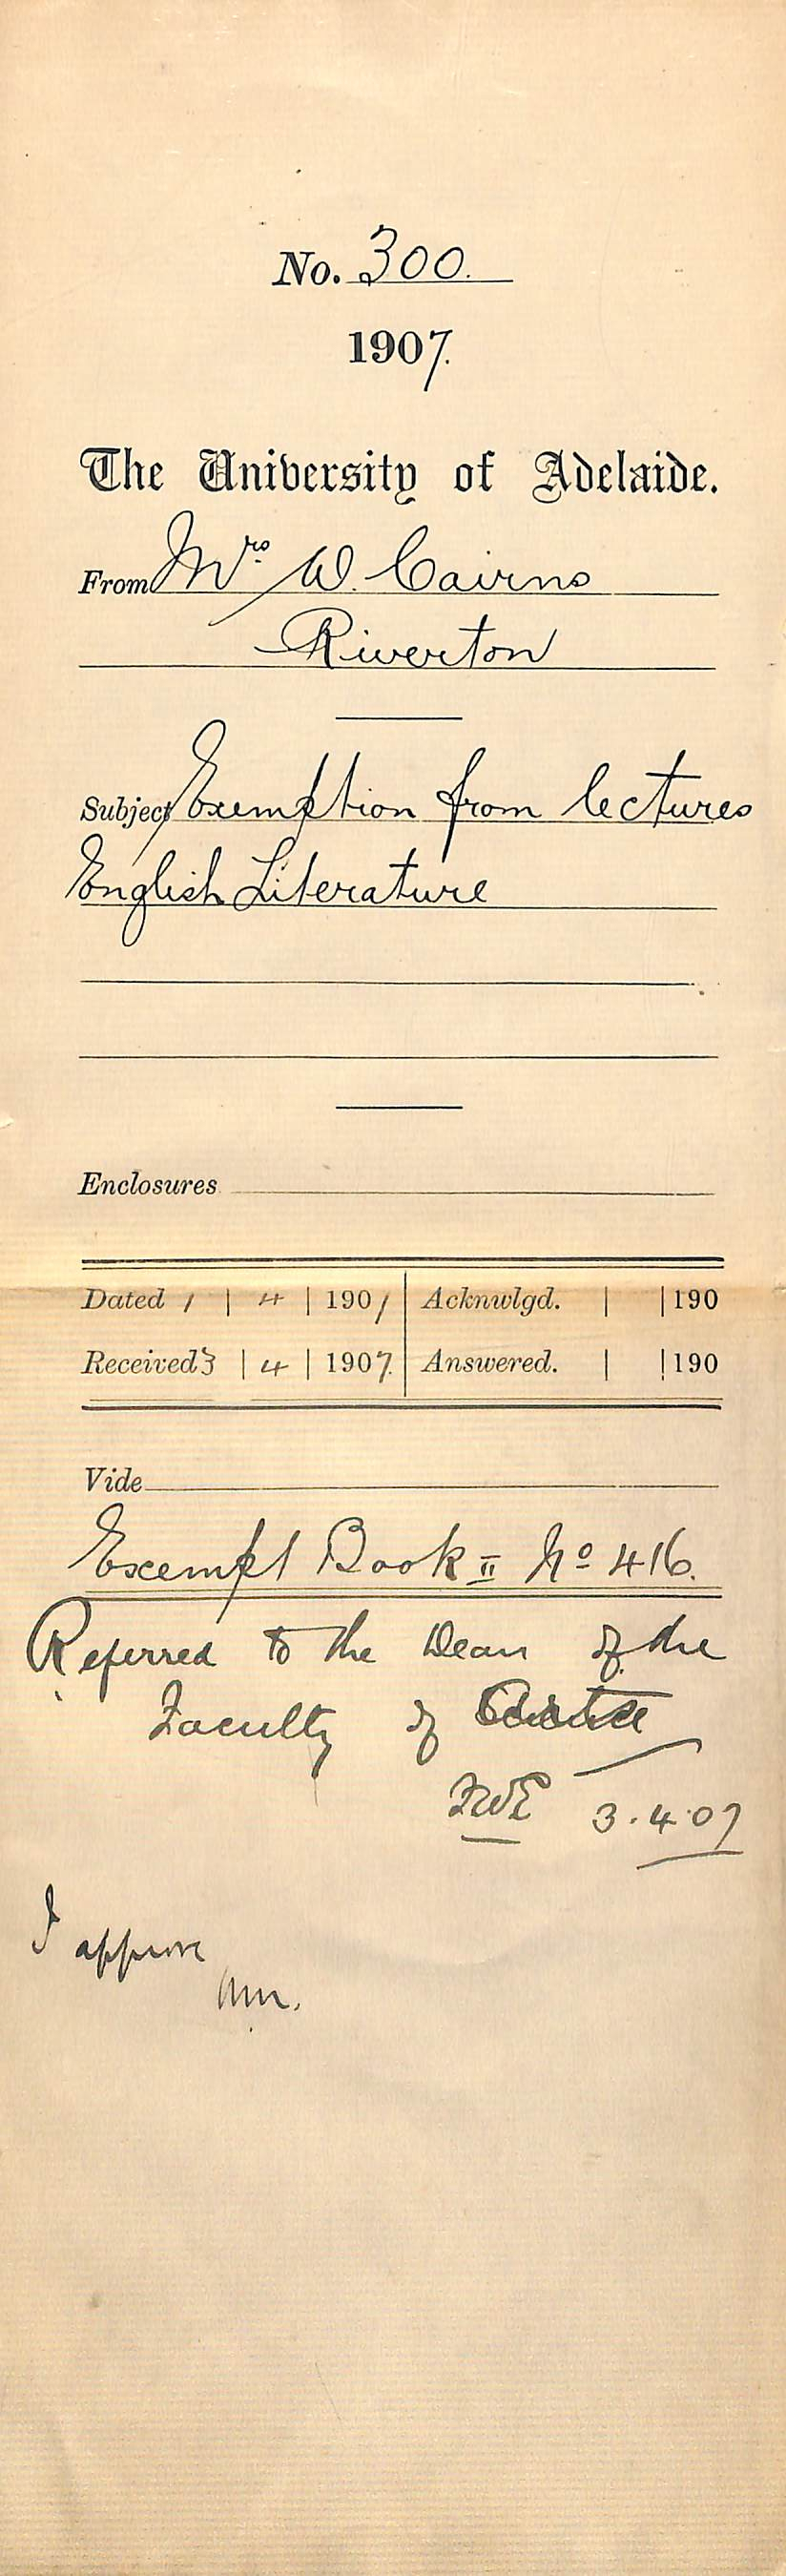 No. 300.
1907.
The University of Adelaide.
From Mrs. W. Cairns
Riverton
Subject Exemption from lectures
English Literature
Enclosures
Dated 1 | 4 | 190/ Acknwlgd. | | 190
Received 3 | 4 | 1907. Answered. | | 190
Vide
Exempt Book II No 416.
Referred to the Dean of the
Faculty of
FWE 3.4.07
I approve